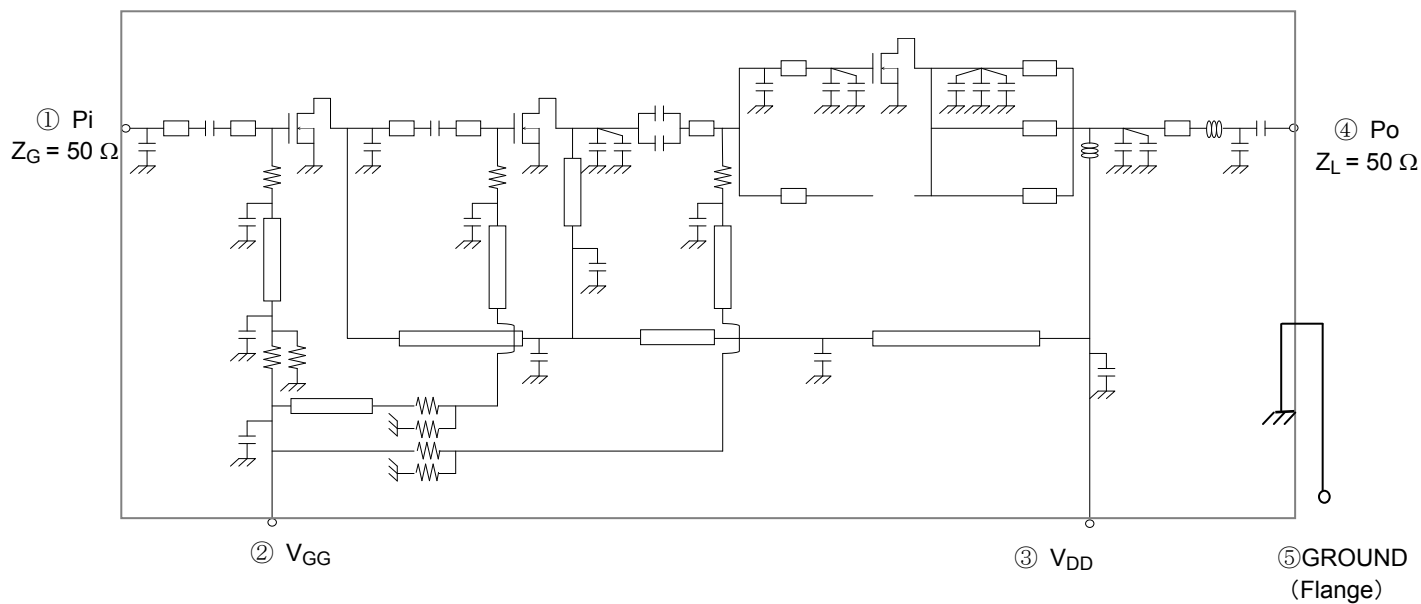 ① Pi
Z_G = 50 Ω
④ Po
Z_L = 50 Ω
② V_GG
③ V_DD
⑤GROUND
（Flange）